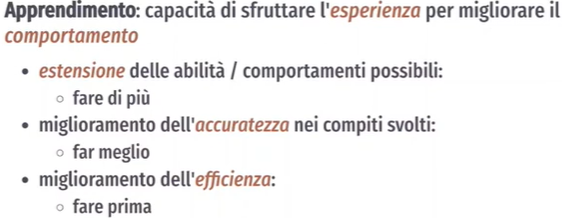 Apprendimento: capacità di sfruttare l'esperienza per migliorare il
comportamento
• estensione delle abilità / comportamenti possibili:
◦ fare di più
• miglioramento dell'accuratezza nei compiti svolti:
◦ far meglio
• miglioramento dell'efficienza:
◦ fare prima